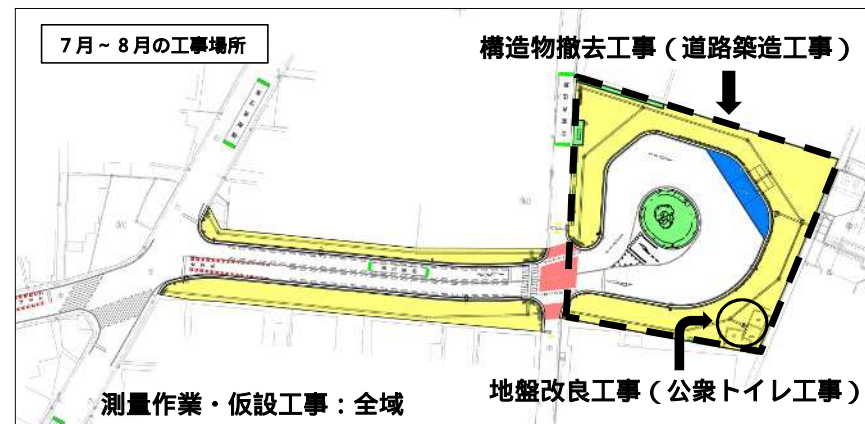 7月~8月の工事場所
構造物撤去工事（道路築造工事）
地盤改良工事（公衆トイレ工事）
測量作業・仮設工事：全域